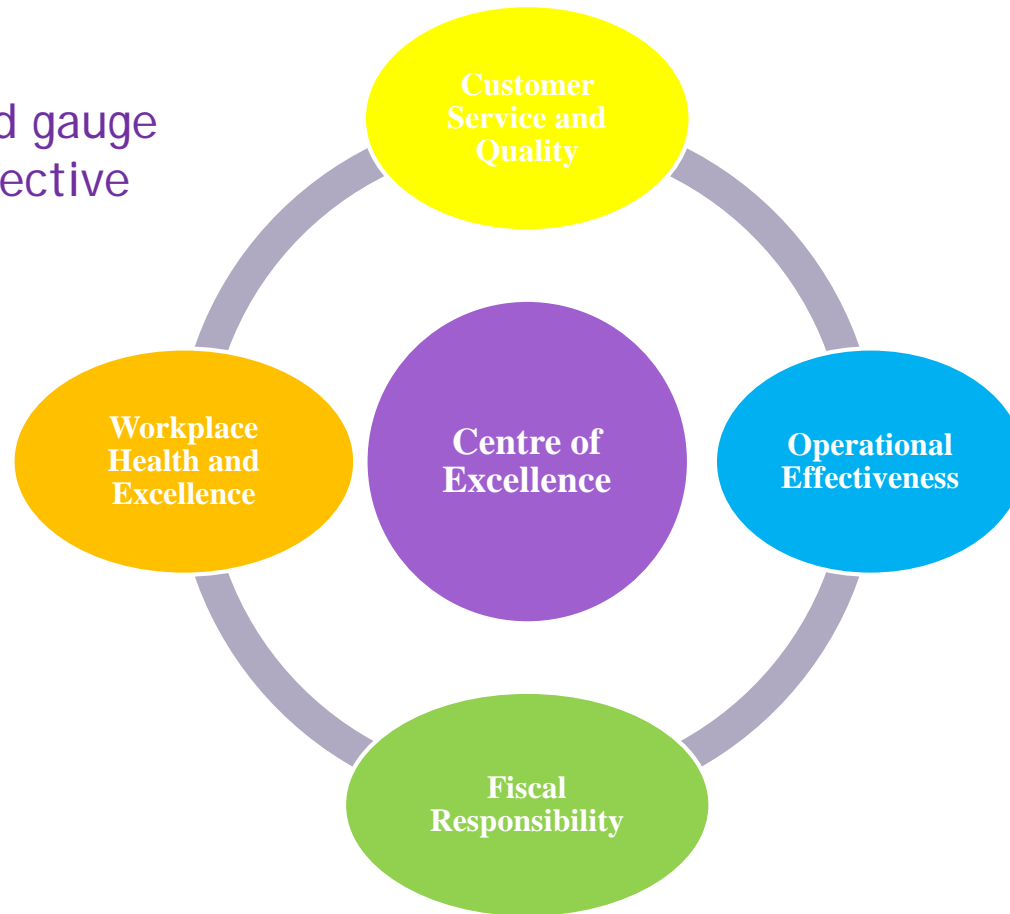 d gauge
ective
Customer
Service and
Quality
Workplace
Health and
Excellence
Centre of
Excellence
Operational
Effectiveness
Fiscal
Responsibility